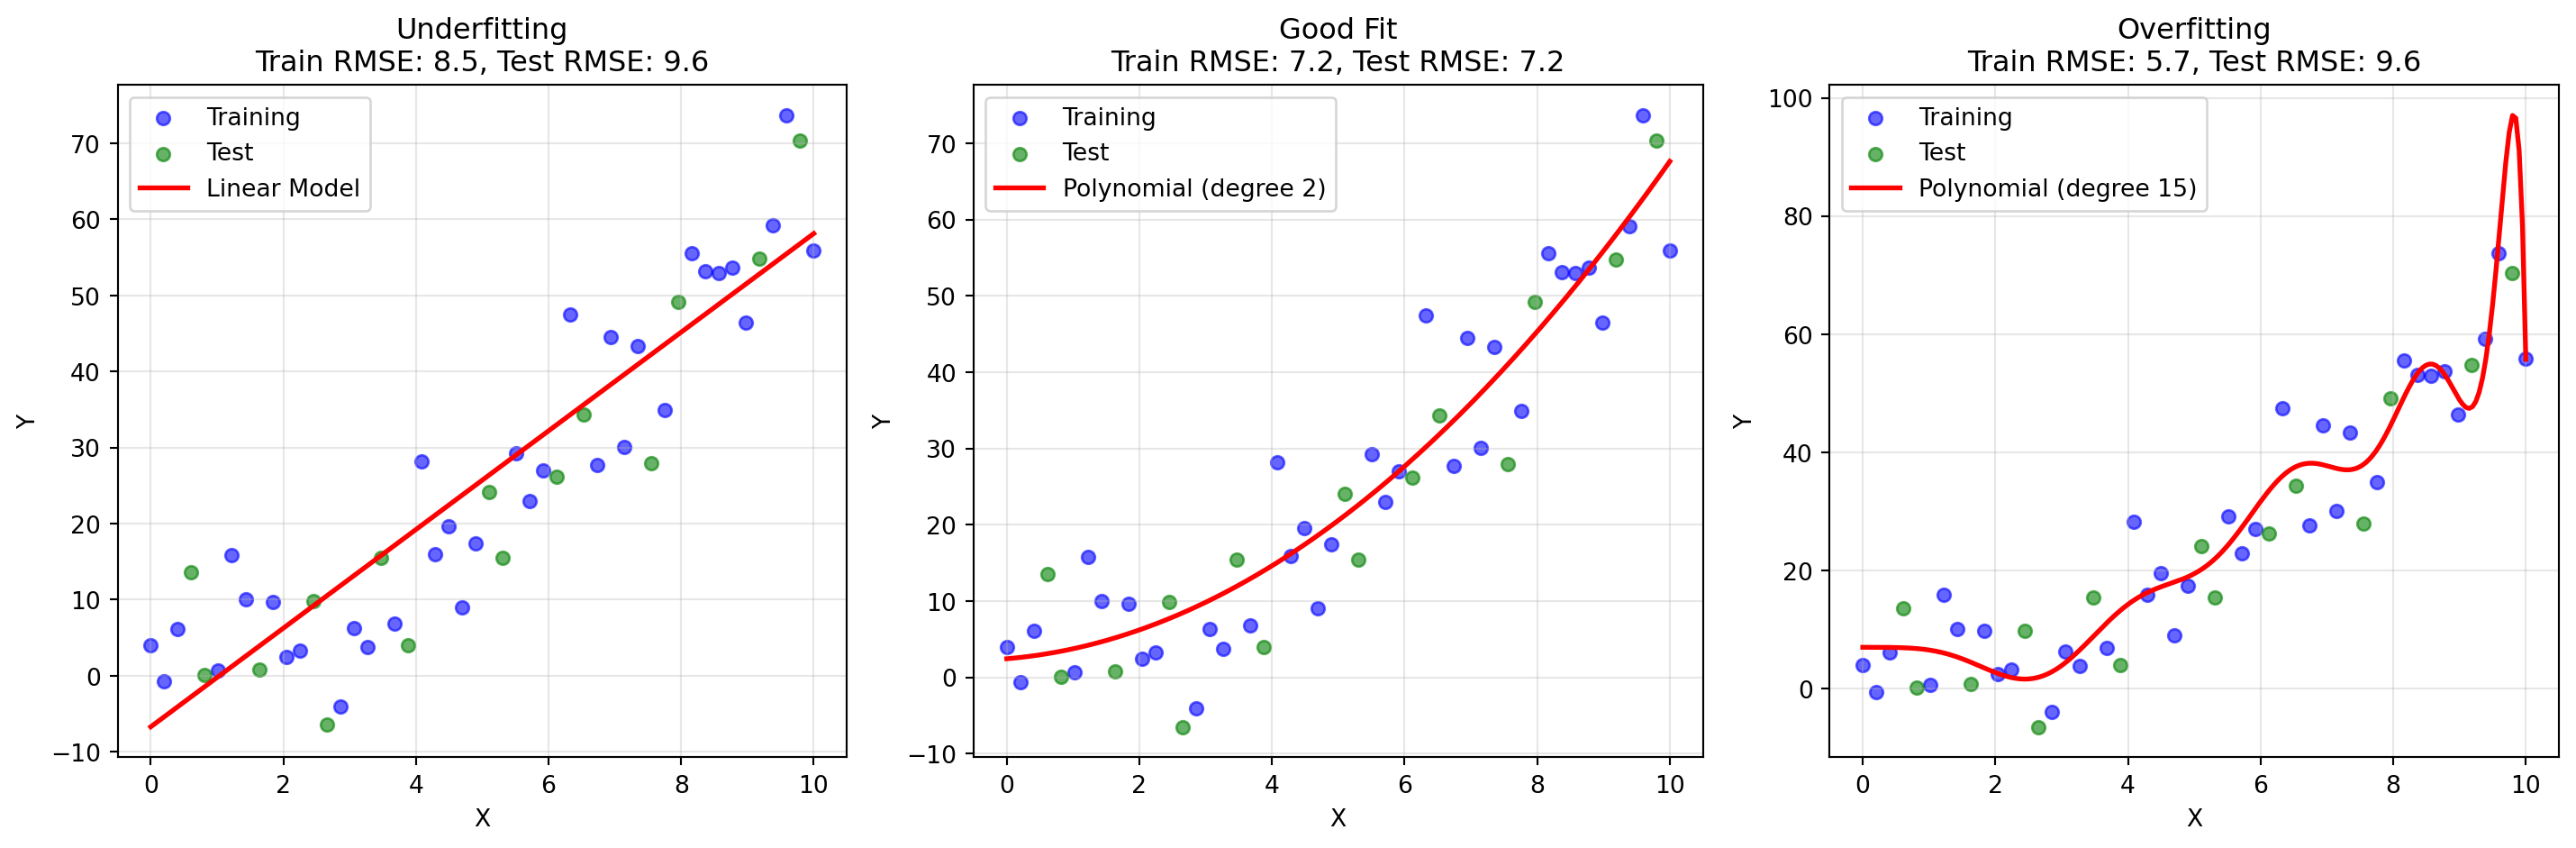 Underfitting
Train RMSE: 8.5, Test RMSE: 9.6
Training
Test
Linear Model
70
60
50
40
30
20
10
0
−10
0 2 4 6 8 10
X
Y
Good Fit
Train RMSE: 7.2, Test RMSE: 7.2
Training
Test
Polynomial (degree 2)
70
60
50
40
30
20
10
0
−10
0 2 4 6 8 10
X
Y
Overfitting
Train RMSE: 5.7, Test RMSE: 9.6
Training
Test
Polynomial (degree 15)
100
80
60
40
20
0
0 2 4 6 8 10
X
Y